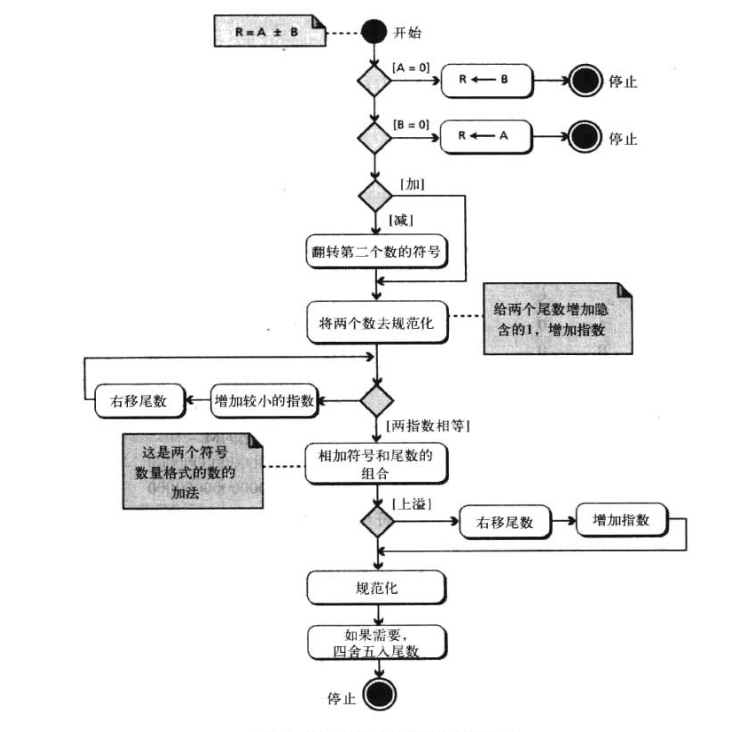 R=A ± B
开始
[A = 0]
R ← B
停止
[B = 0]
R ← A
停止
[加]
[减]
翻转第二个数的符号
将两个数去规范化
给两个尾数增加隐
含的1，增加指数
右移尾数
增加较小的指数
[两指数相等]
这是两个符号
数量格式的数的
加法
相加符号和尾数的
组合
[上溢]
右移尾数
增加指数
规范化
如果需要，
四舍五入尾数
停止